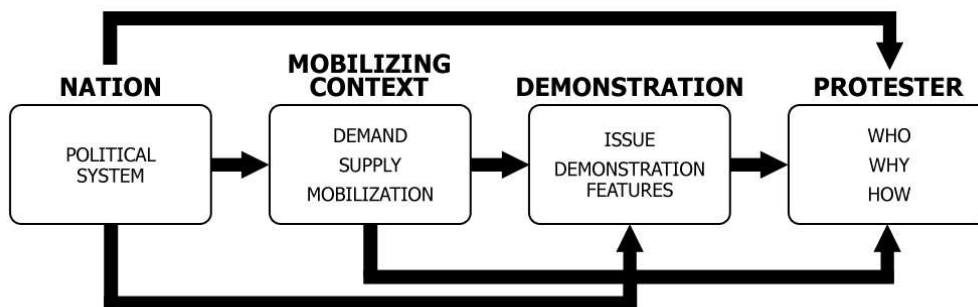 NATION
POLITICAL
SYSTEM
MOBILIZING
CONTEXT
DEMAND
SUPPLY
MOBILIZATION
DEMONSTRATION
ISSUE
DEMONSTRATION
FEATURES
PROTESTER
WHO
WHY
HOW